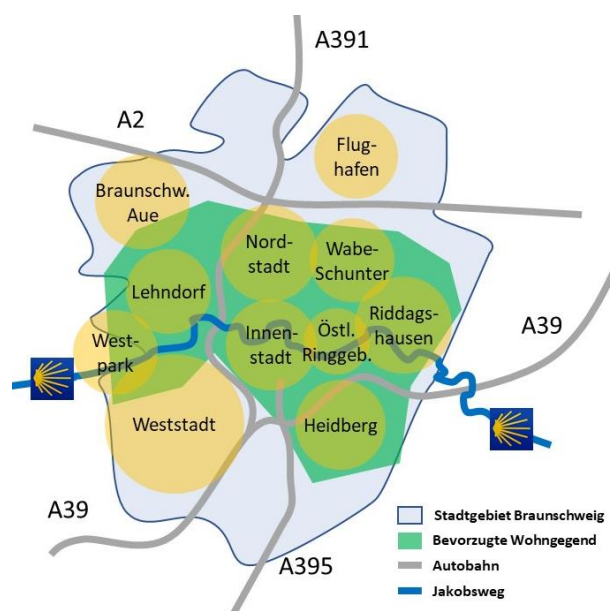 A391
A2
Flug-
hafen
Braunschw.
Aue
Nord-
stadt
Wabe-
Schunter
Lehndorf
Riddags-
hausen
A39
West-
park
Innen-
stadt
Östl.
Ringgeb.
Weststadt
Heidberg
A39
A395
Stadtgebiet Braunschweig
Bevorzugte Wohngegend
Autobahn
Jakobsweg